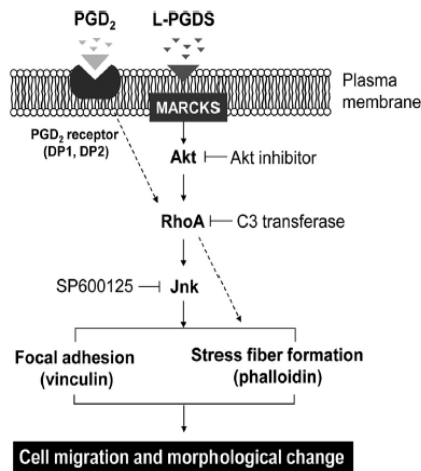 PGD2 L-PGDS
Plasma
membrane
MARCKS
PGD2 receptor
(DP1, DP2)
Akt Akt inhibitor
RhoA C3 transferase
SP600125 Jnk
Focal adhesion
(vinculin)
Stress fiber formation
(phalloidin)
Cell migration and morphological change